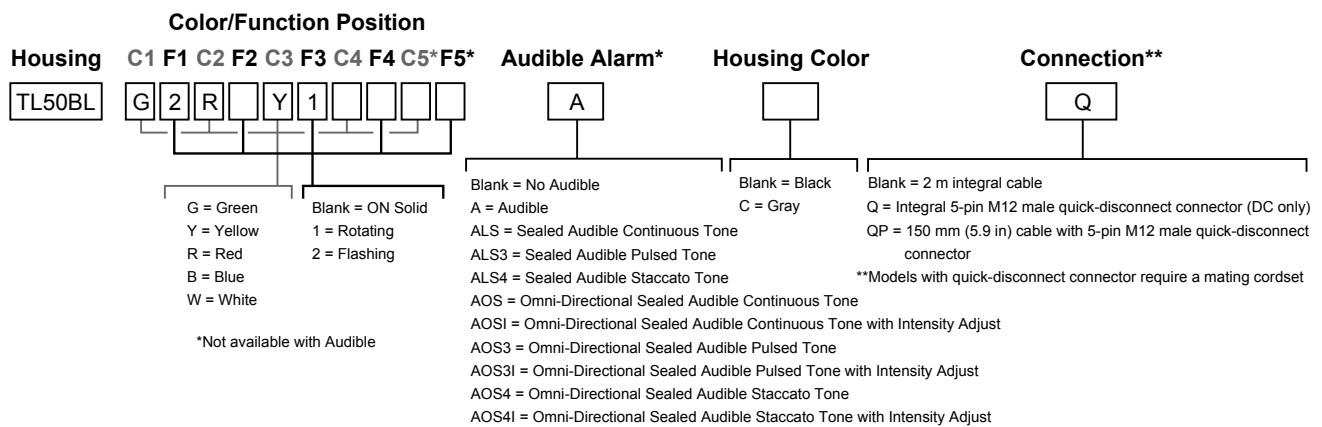 Color/Function Position
Housing C1 F1 C2 F2 C3 F3 C4 F4 C5*F5* Audible Alarm* Housing Color Connection**
TL50BL G 2 R Y 1 A Q
G = Green
Y = Yellow
R = Red
B = Blue
W = White
*Not available with Audible
Blank = ON Solid
1 = Rotating
2 = Flashing
Blank = No Audible
A = Audible
ALS = Sealed Audible Continuous Tone
ALS3 = Sealed Audible Pulsed Tone
ALS4 = Sealed Audible Staccato Tone
AOS = Omni-Directional Sealed Audible Continuous Tone
AOSI = Omni-Directional Sealed Audible Continuous Tone with Intensity Adjust
AOS3 = Omni-Directional Sealed Audible Pulsed Tone
AOS3I = Omni-Directional Sealed Audible Pulsed Tone with Intensity Adjust
AOS4 = Omni-Directional Sealed Audible Staccato Tone
AOS4I = Omni-Directional Sealed Audible Staccato Tone with Intensity Adjust
Blank = Black
C = Gray
Blank = 2 m integral cable
Q = Integral 5-pin M12 male quick-disconnect connector (DC only)
QP = 150 mm (5.9 in) cable with 5-pin M12 male quick-disconnect
connector
**Models with quick-disconnect connector require a mating cordset